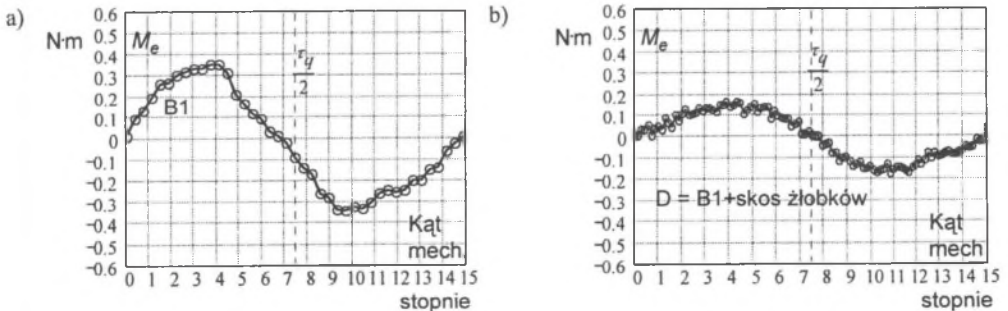 a)
N·m
0.6
0.5
0.4
0.3
0.2
0.1
0
−0.1
−0.2
−0.3
−0.4
−0.5
−0.6
M_e
B1
τ_q
2
Kąt
mech.
0 1 2 3 4 5 6 7 8 9 10 11 12 13 14 15
stopnie
b)
N·m
0.6
0.5
0.4
0.3
0.2
0.1
0
−0.1
−0.2
−0.3
−0.4
−0.5
−0.6
M_e
τ_q
2
D = B1+skos żłobków
Kąt
mech.
0 1 2 3 4 5 6 7 8 9 10 11 12 13 14 15
stopnie